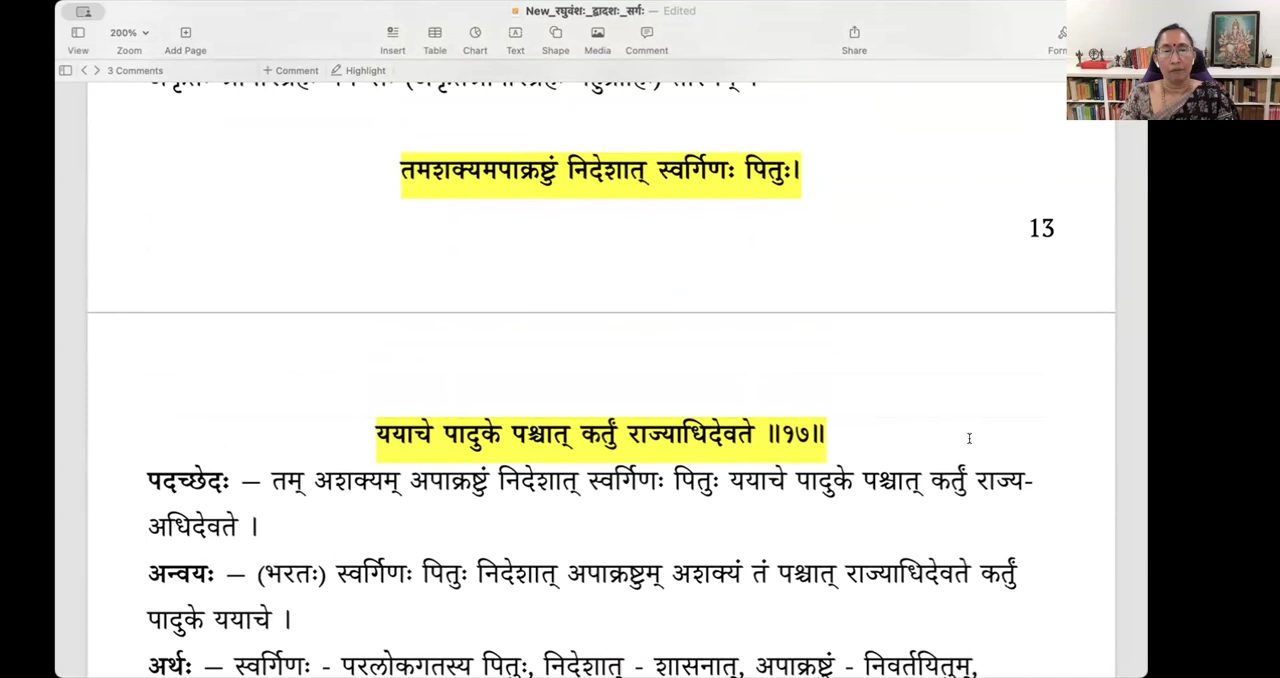 New_रघुवंशः_द्वादशः_सर्गः — Edited
200%
View Zoom Add Page Insert Table Chart Text Shape Media Comment Share
3 Comments + Comment Highlight
तमशक्यमपाक्रष्टुं निदेशात् स्वर्गिणः पितुः।
13
ययाचे पादुके पश्चात् कर्तुं राज्याधिदेवते ॥१७॥
पदच्छेदः — तम् अशक्यम् अपाक्रष्टुं निदेशात् स्वर्गिणः पितुः ययाचे पादुके पश्चात् कर्तुं राज्य-
अधिदेवते ।
अन्वयः — (भरतः) स्वर्गिणः पितुः निदेशात् अपाक्रष्टुम् अशक्यं तं पश्चात् राज्याधिदेवते कर्तुं
पादुके ययाचे ।
अर्थः — स्वर्गिणः - परलोकगतस्य पितुः, निदेशात् - शासनात्, अपाक्रष्टुं - निवर्तयितुम्,